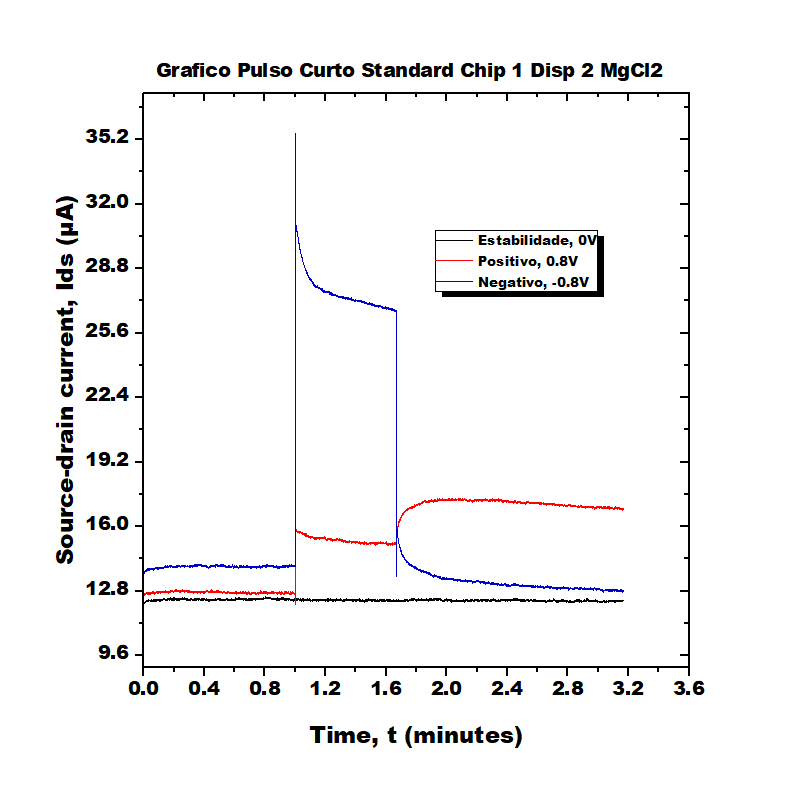 Grafico Pulso Curto Standard Chip 1 Disp 2 MgCl2
35.2
32.0
28.8
25.6
22.4
19.2
16.0
12.8
9.6
Source-drain current, Ids (µA)
Estabilidade, 0V
Positivo, 0.8V
Negativo, -0.8V
0.0 0.4 0.8 1.2 1.6 2.0 2.4 2.8 3.2 3.6
Time, t (minutes)